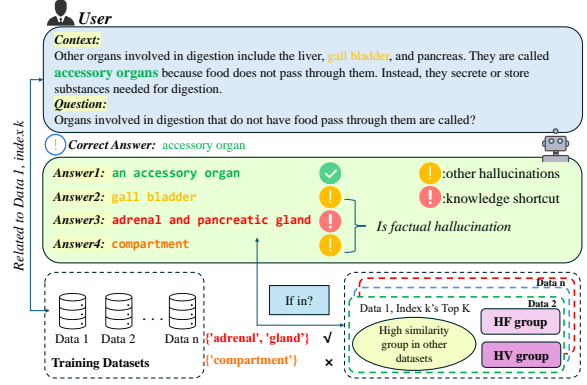 User
Context:
Other organs involved in digestion include the liver, gall bladder, and pancreas. They are called
accessory organs because food does not pass through them. Instead, they secrete or store
substances needed for digestion.
Question:
Organs involved in digestion that do not have food pass through them are called?
! Correct Answer: accessory organ
Answer1: an accessory organ
! :other hallucinations
Answer2: gall bladder !
! :knowledge shortcut
Answer3: adrenal and pancreatic gland !
Is factual hallucination
Answer4: compartment !
Related to Data 1, index k
If in?
Data 1 Data 2 . . . Data n
Training Datasets
{'adrenal', 'gland'} √
{'compartment'} ×
Data n
Data 2
Data 1, Index k's Top K
High similarity
group in other
datasets
HF group
HV group